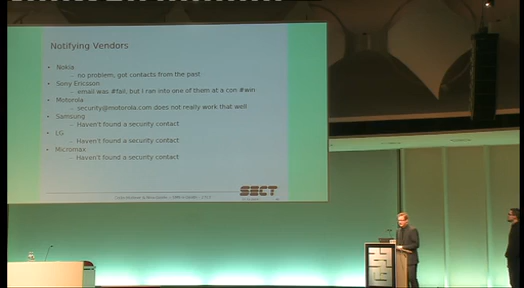 Notifying Vendors
• Nokia
– no problem, got contacts from the past
• Sony Ericsson
– email was #fail, but I ran into one of them at a con #win
• Motorola
– security@motorola.com does not really work that well
• Samsung
– Haven't found a security contact
• LG
– Haven't found a security contact
• Micromax
– Haven't found a security contact
SECT